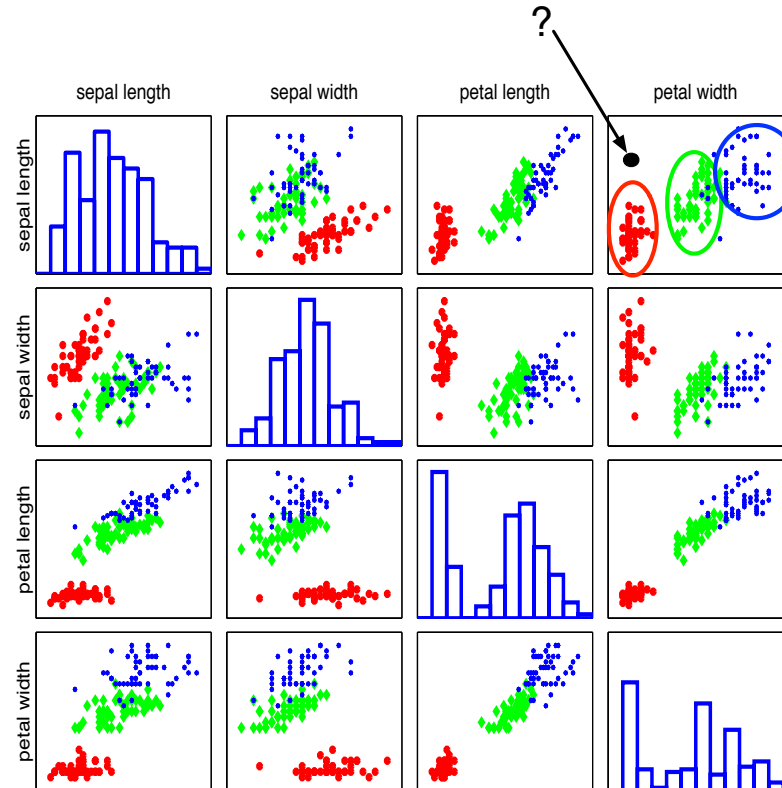 ?
sepal length sepal width petal length petal width
sepal length
sepal width
petal length
petal width